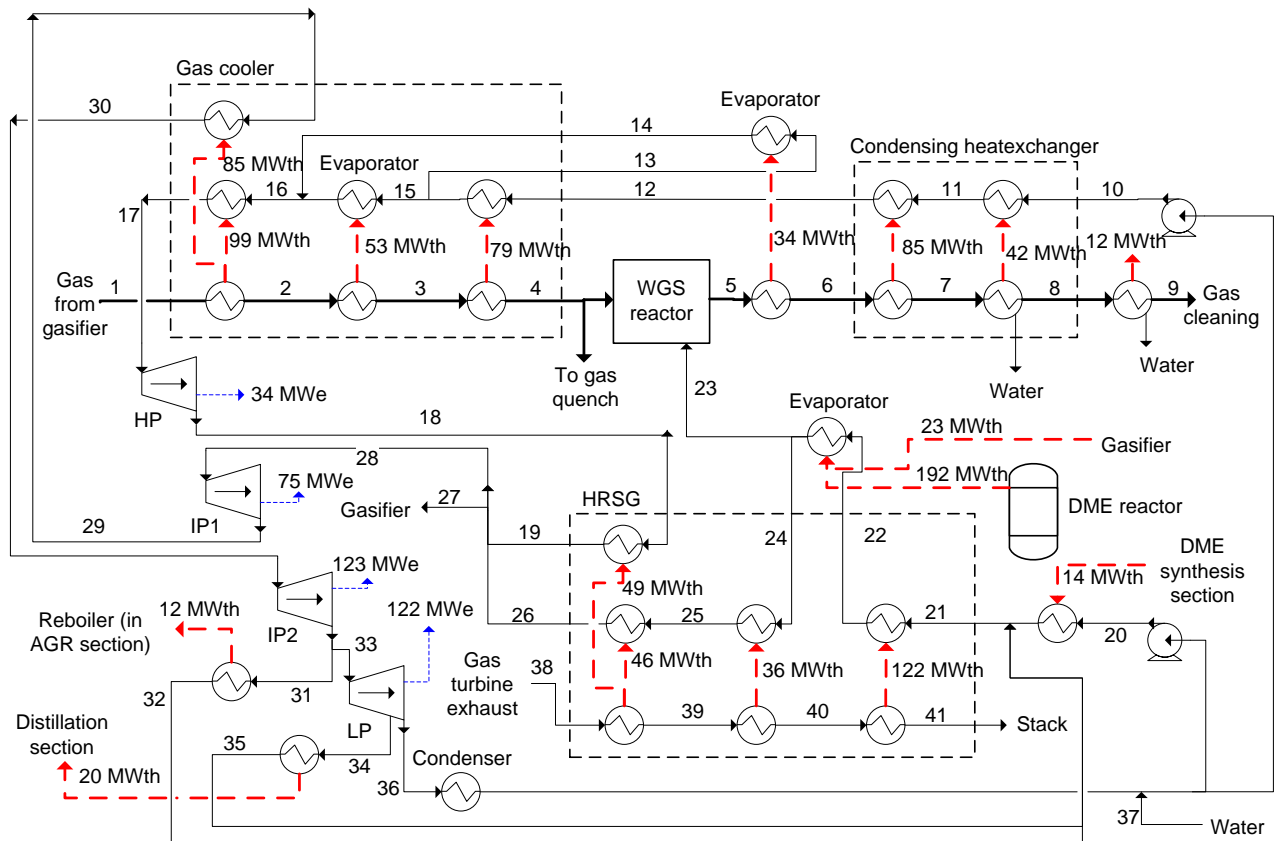 Gas cooler
30
Evaporator
14
Evaporator
13
Condensing heatexchanger
85 MWth
16
15
12
11
10
17
99 MWth
53 MWth
79 MWth
34 MWth
85 MWth
42 MWth
12 MWth
1
Gas
from
gasifier
2
3
4
WGS
reactor
5
6
7
8
9
Gas
cleaning
To gas
quench
Water
Water
HP
34 MWe
23
Evaporator
18
23 MWth
Gasifier
28
192 MWth
75 MWe
HRSG
DME reactor
27
Gasifier
IP1
29
19
24
22
DME
synthesis
section
14 MWth
123 MWe
49 MWth
122 MWe
Reboiler (in
AGR section)
12 MWth
26
25
21
20
IP2
33
46 MWth
36 MWth
122 MWth
38
Gas
turbine
exhaust
32
31
39
40
41
Stack
LP
Distillation
section
35
34
Condenser
20 MWth
36
37
Water